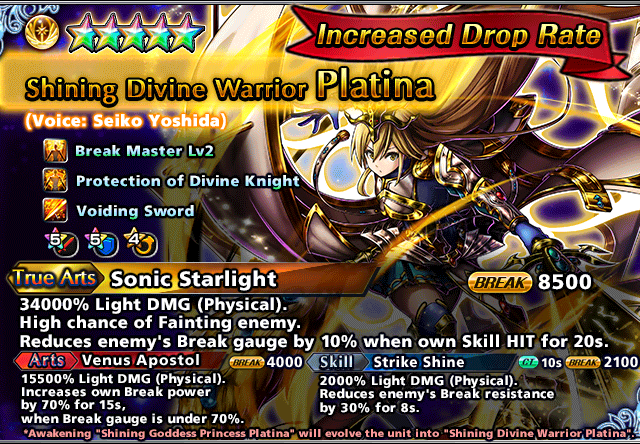 Increased Drop Rate
Shining Divine Warrior Platina
(Voice: Seiko Yoshida)
Break Master Lv2
Protection of Divine Knight
Voiding Sword
5 5 4
True Arts Sonic Starlight BREAK 8500
34000% Light DMG (Physical).
High chance of Fainting enemy.
Reduces enemy's Break gauge by 10% when own Skill HIT for 20s.
Arts Venus Apostol BREAK 4000
15500% Light DMG (Physical).
Increases own Break power
by 70% for 15s,
when Break gauge is under 70%.
Skill Strike Shine CT 10s BREAK 2100
2000% Light DMG (Physical).
Reduces enemy's Break resistance
by 30% for 8s.
*Awakening "Shining Goddess Princess Platina" will evolve the unit into "Shining Divine Warrior Platina".